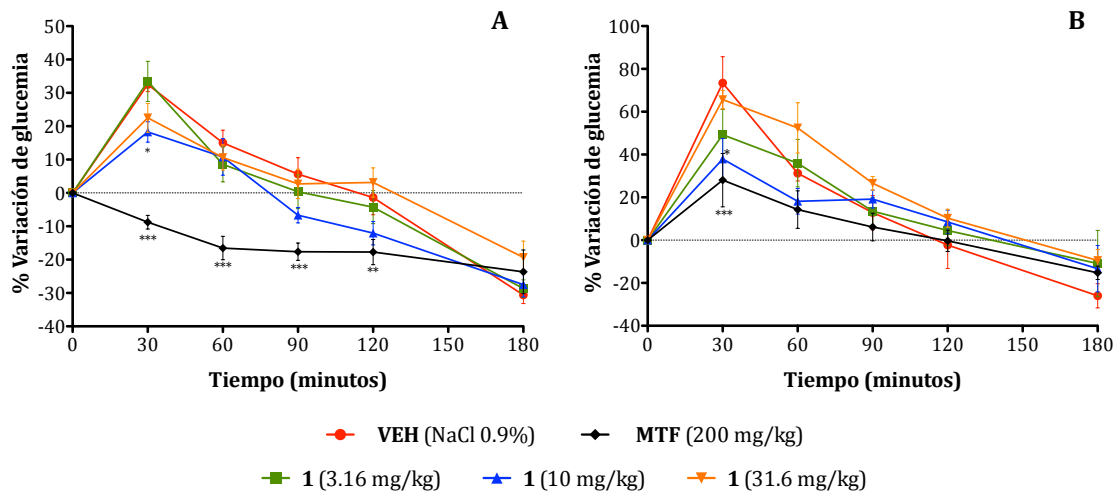 A
% Variación de glucemia
50
40
30
20
10
0
-10
-20
-30
-40
*
***
***
***
**
0 30 60 90 120 150 180
Tiempo (minutos)
B
% Variación de glucemia
100
80
60
40
20
0
-20
-40
*
***
0 30 60 90 120 150 180
Tiempo (minutos)
VEH (NaCl 0.9%) MTF (200 mg/kg)
1 (3.16 mg/kg) 1 (10 mg/kg) 1 (31.6 mg/kg)